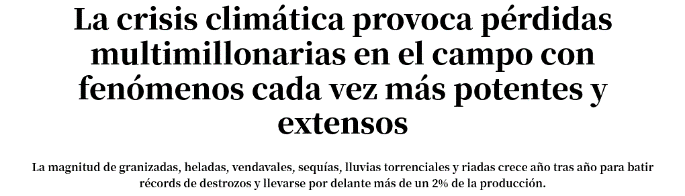 La crisis climática provoca pérdidas
multimillonarias en el campo con
fenómenos cada vez más potentes y
extensos
La magnitud de granizadas, heladas, vendavales, sequías, lluvias torrenciales y riadas crece año tras año para batir
récords de destrozos y llevarse por delante más de un 2% de la producción.